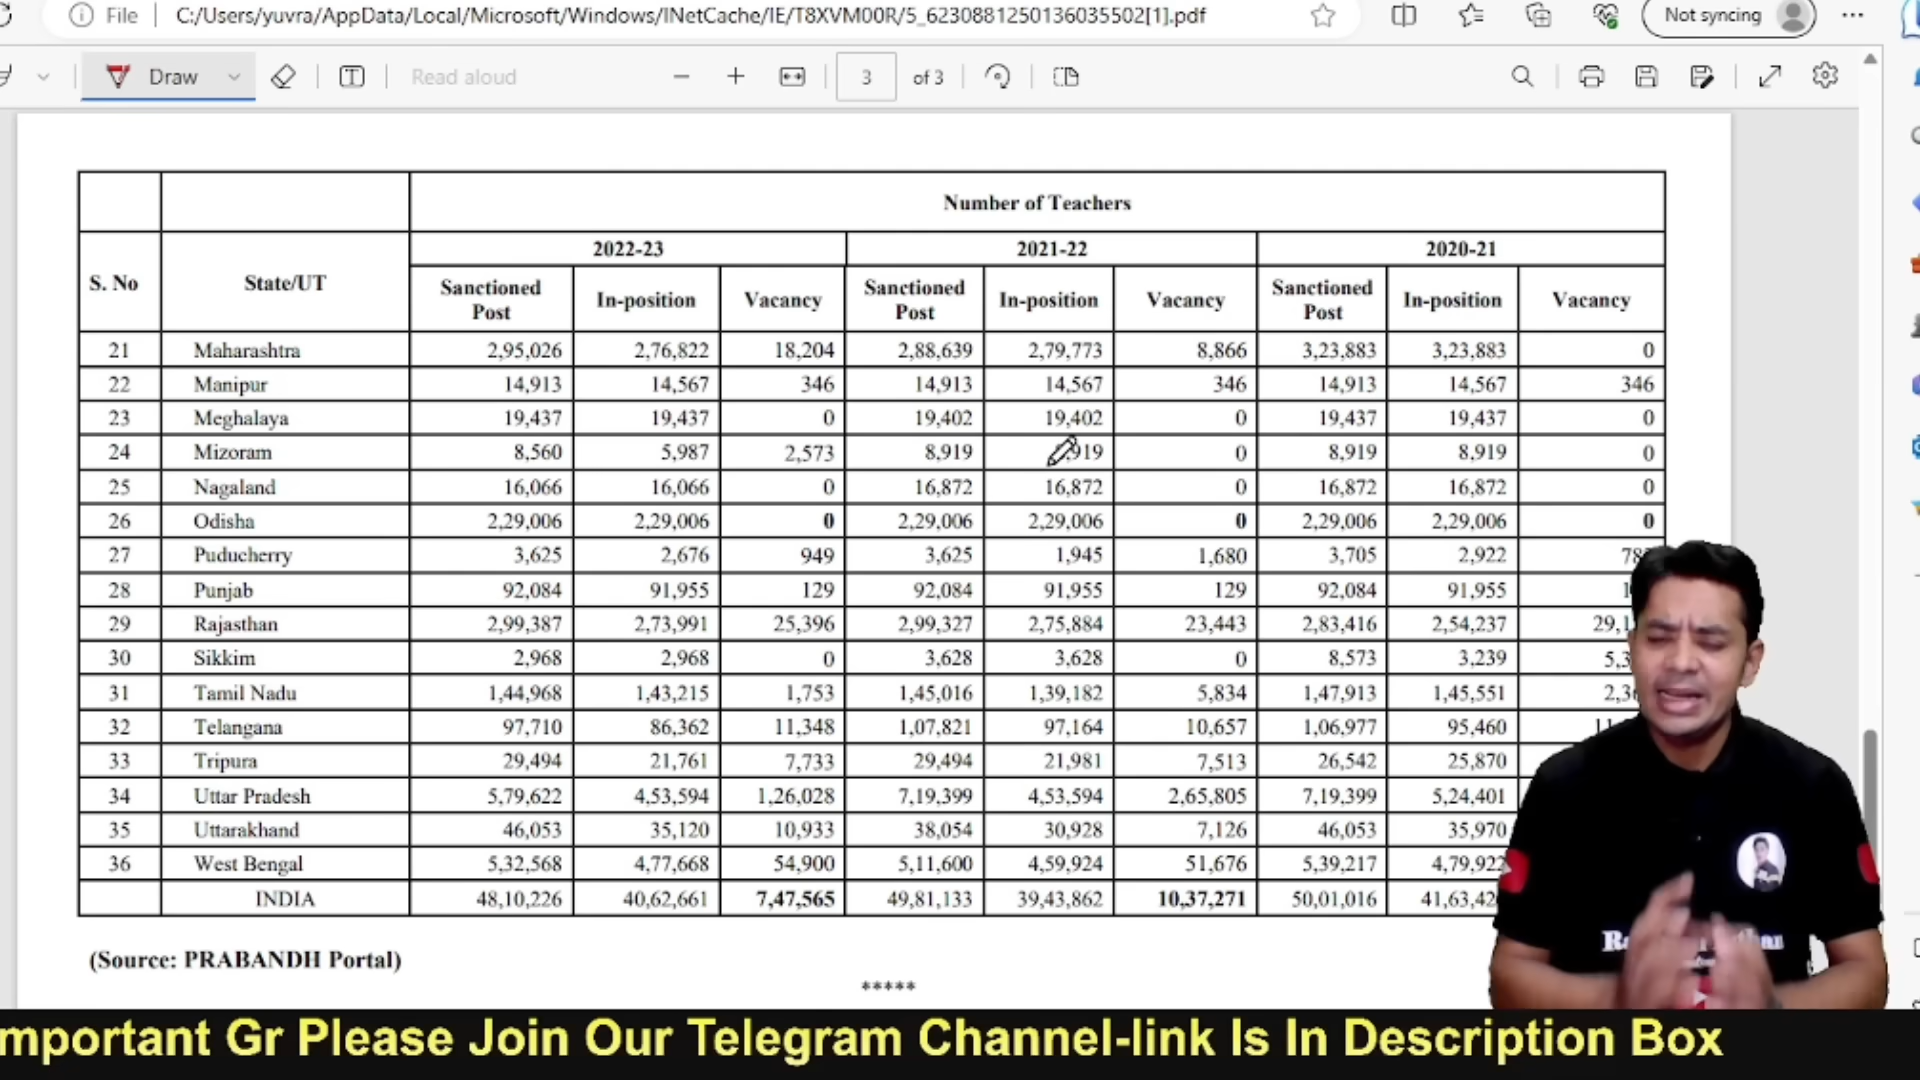 File C:/Users/yuvra/AppData/Local/Microsoft/Windows/INetCache/IE/T8XVM00R/5_6230881250136035502[1].pdf Not syncing
Draw Read aloud 3 of 3
Number of Teachers
S. No State/UT 2022-23 2021-22 2020-21
Sanctioned Post In-position Vacancy Sanctioned Post In-position Vacancy Sanctioned Post In-position Vacancy
21 Maharashtra 2,95,026 2,76,822 18,204 2,88,639 2,79,773 8,866 3,23,883 3,23,883 0
22 Manipur 14,913 14,567 346 14,913 14,567 346 14,913 14,567 346
23 Meghalaya 19,437 19,437 0 19,402 19,402 0 19,437 19,437 0
24 Mizoram 8,560 5,987 2,573 8,919 919 0 8,919 8,919 0
25 Nagaland 16,066 16,066 0 16,872 16,872 0 16,872 16,872 0
26 Odisha 2,29,006 2,29,006 0 2,29,006 2,29,006 0 2,29,006 2,29,006 0
27 Puducherry 3,625 2,676 949 3,625 1,945 1,680 3,705 2,922
28 Punjab 92,084 91,955 129 92,084 91,955 129 92,084 91,955
29 Rajasthan 2,99,387 2,73,991 25,396 2,99,327 2,75,884 23,443 2,83,416 2,54,237
30 Sikkim 2,968 2,968 0 3,628 3,628 0 8,573 3,239
31 Tamil Nadu 1,44,968 1,43,215 1,753 1,45,016 1,39,182 5,834 1,47,913 1,45,551
32 Telangana 97,710 86,362 11,348 1,07,821 97,164 10,657 1,06,977 95,460
33 Tripura 29,494 21,761 7,733 29,494 21,981 7,513 26,542 25,870
34 Uttar Pradesh 5,79,622 4,53,594 1,26,028 7,19,399 4,53,594 2,65,805 7,19,399 5,24,401
35 Uttarakhand 46,053 35,120 10,933 38,054 30,928 7,126 46,053 35,970
36 West Bengal 5,32,568 4,77,668 54,900 5,11,600 4,59,924 51,676 5,39,217 4,79,922
INDIA 48,10,226 40,62,661 7,47,565 49,81,133 39,43,862 10,37,271 50,01,016
(Source: PRABANDH Portal)
*****
mportant Gr Please Join Our Telegram Channel-link Is In Description Box